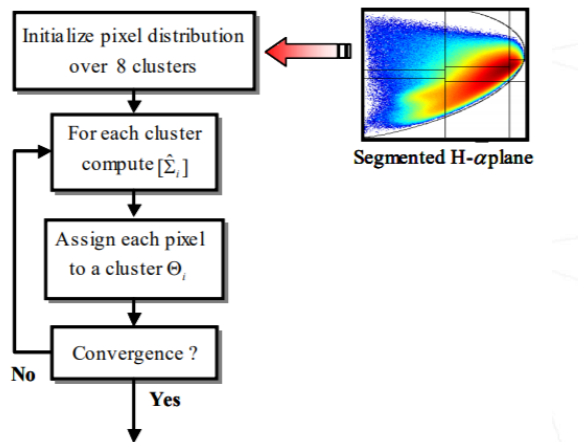 Initialize pixel distribution
over 8 clusters
Segmented H-α plane
For each cluster
compute [Σ̂ᵢ]
Assign each pixel
to a cluster Θᵢ
Convergence ?
No
Yes